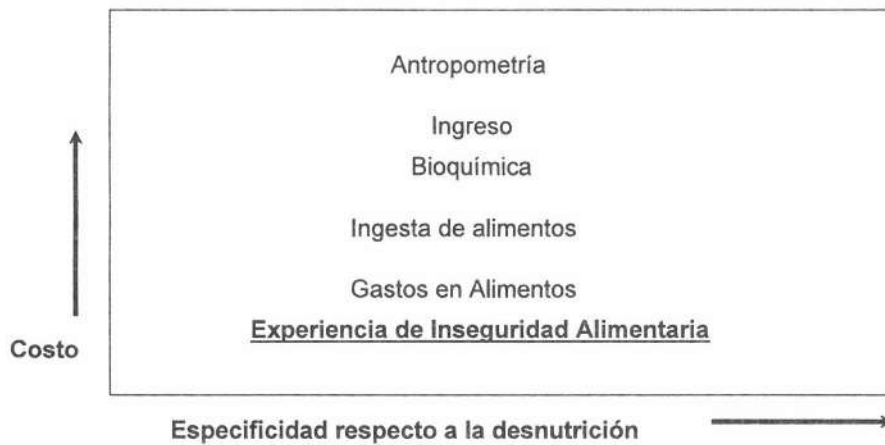 Antropometría
Ingreso
Bioquímica
Ingesta de alimentos
Gastos en Alimentos
Experiencia de Inseguridad Alimentaria
Costo
Especificidad respecto a la desnutrición